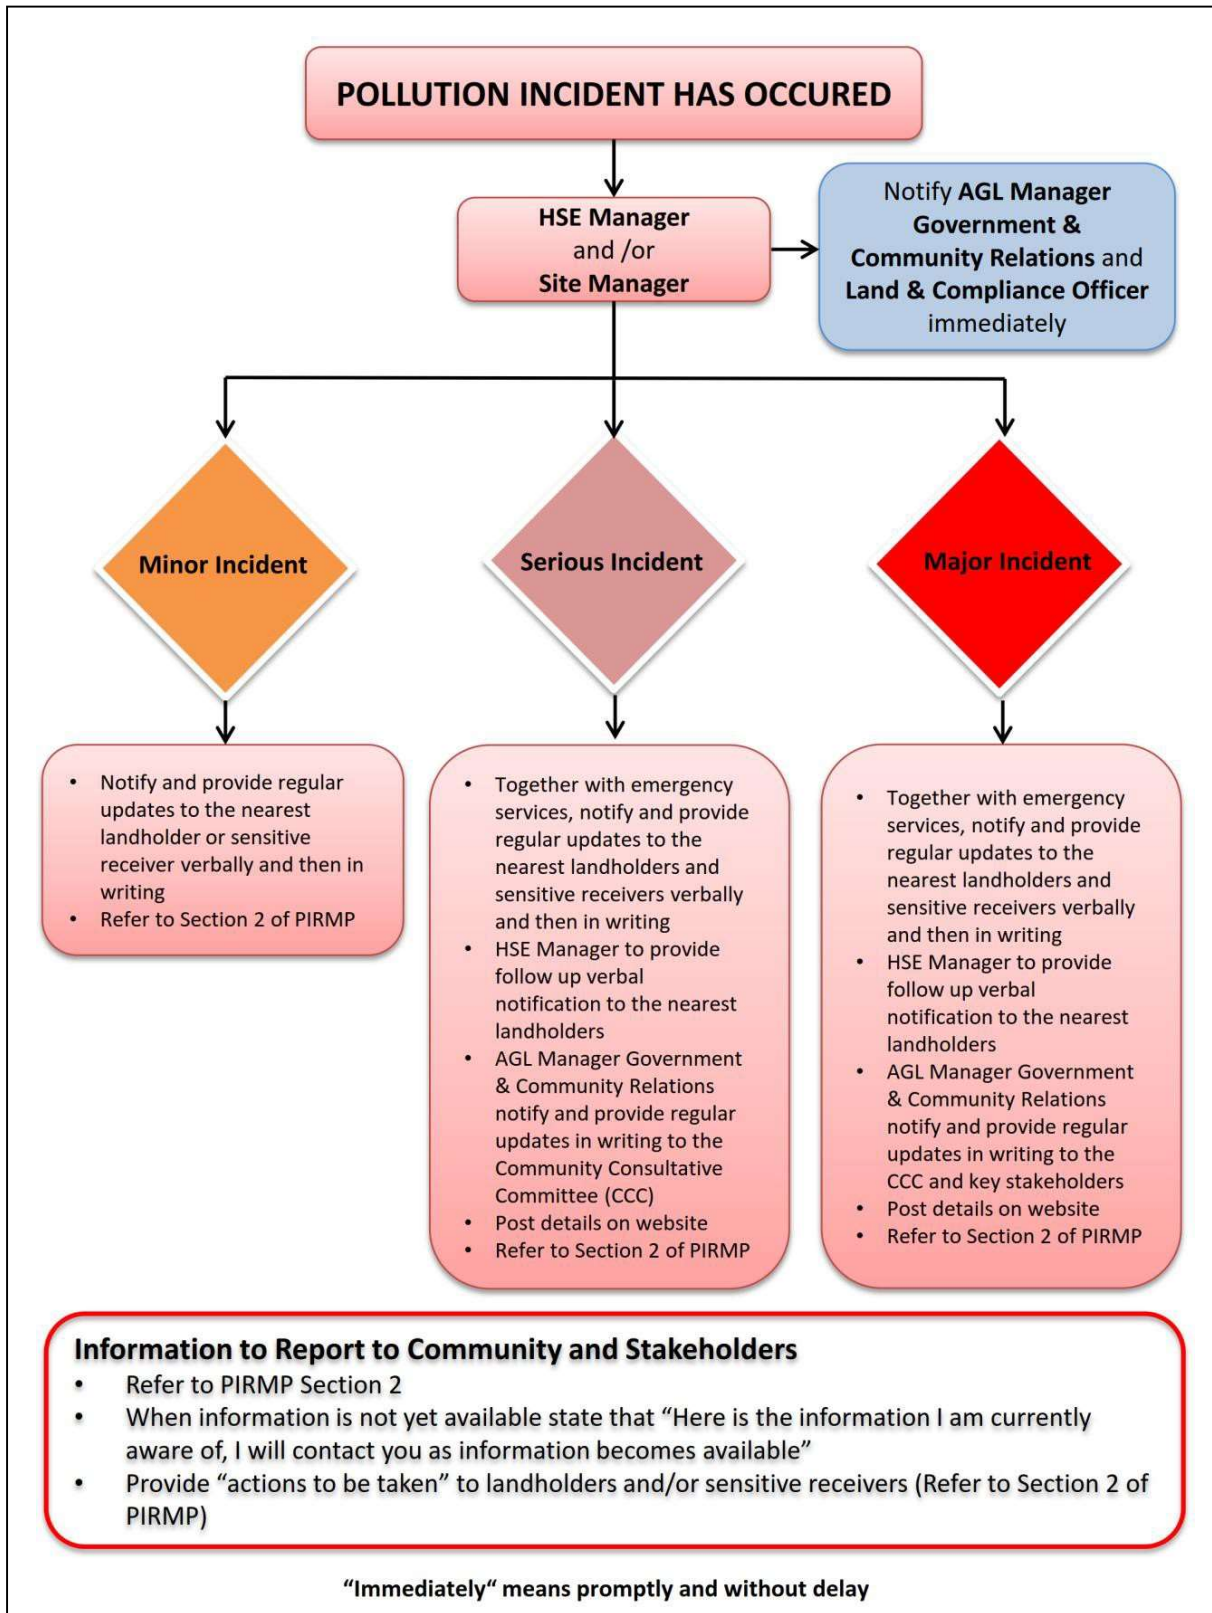 POLLUTION INCIDENT HAS OCCURED
HSE Manager
and /or
Site Manager
Notify AGL Manager
Government &
Community Relations and
Land & Compliance Officer
immediately
Minor Incident
Serious Incident
Major Incident
• Notify and provide regular
updates to the nearest
landholder or sensitive
receiver verbally and then in
writing
• Refer to Section 2 of PIRMP
• Together with emergency
services, notify and provide
regular updates to the
nearest landholders and
sensitive receivers verbally
and then in writing
• HSE Manager to provide
follow up verbal
notification to the nearest
landholders
• AGL Manager Government
& Community Relations
notify and provide regular
updates in writing to the
Community Consultative
Committee (CCC)
• Post details on website
• Refer to Section 2 of PIRMP
• Together with emergency
services, notify and provide
regular updates to the
nearest landholders and
sensitive receivers verbally
and then in writing
• HSE Manager to provide
follow up verbal
notification to the nearest
landholders
• AGL Manager Government
& Community Relations
notify and provide regular
updates in writing to the
CCC and key stakeholders
• Post details on website
• Refer to Section 2 of PIRMP
Information to Report to Community and Stakeholders
• Refer to PIRMP Section 2
• When information is not yet available state that “Here is the information I am currently
aware of, I will contact you as information becomes available”
• Provide “actions to be taken” to landholders and/or sensitive receivers (Refer to Section 2 of
PIRMP)
“Immediately“ means promptly and without delay